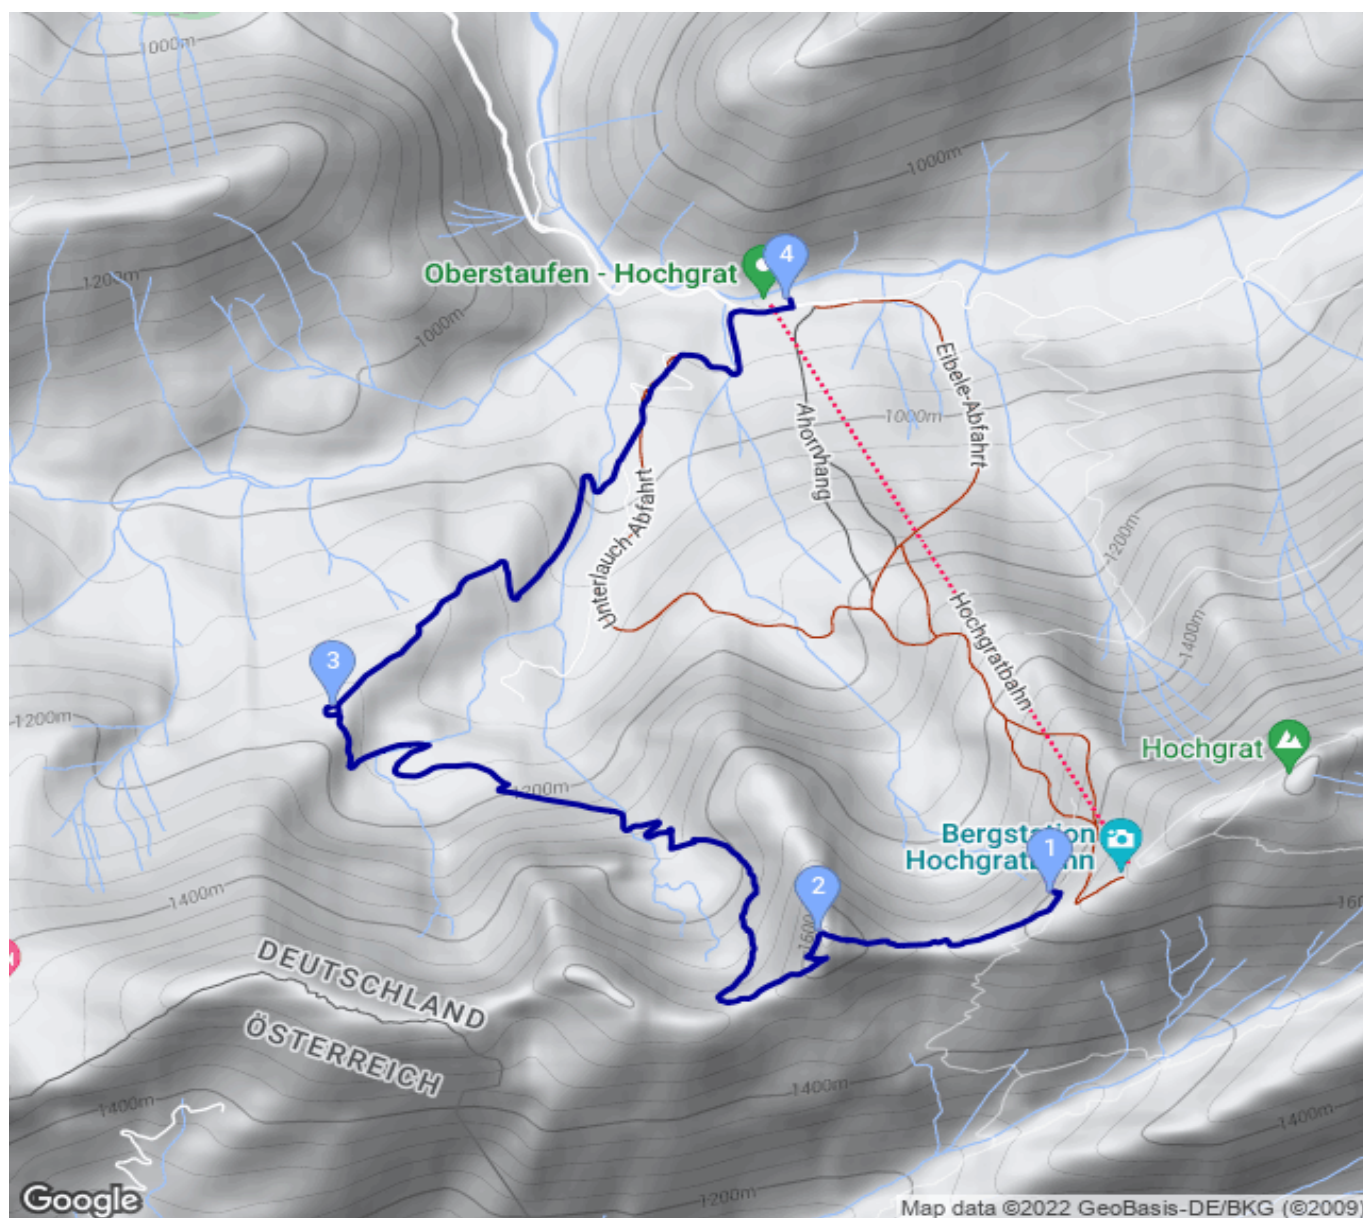 1000m
1000m
1200m
Oberstaufen - Hochgrat
4
1000m
Eibele-Abfahrt
Ahornhang
1000m
Unterlauch-Abfahrt
1200m
Hochgratbahn
1400m
3
1200m
Hochgrat
1200m
Bergstation
Hochgratbahn
1
2
1400m
1600
DEUTSCHLAND
ÖSTERREICH
1400m
1400m
1400m
1200m
Google
Map data ©2022 GeoBasis-DE/BKG (©2009)